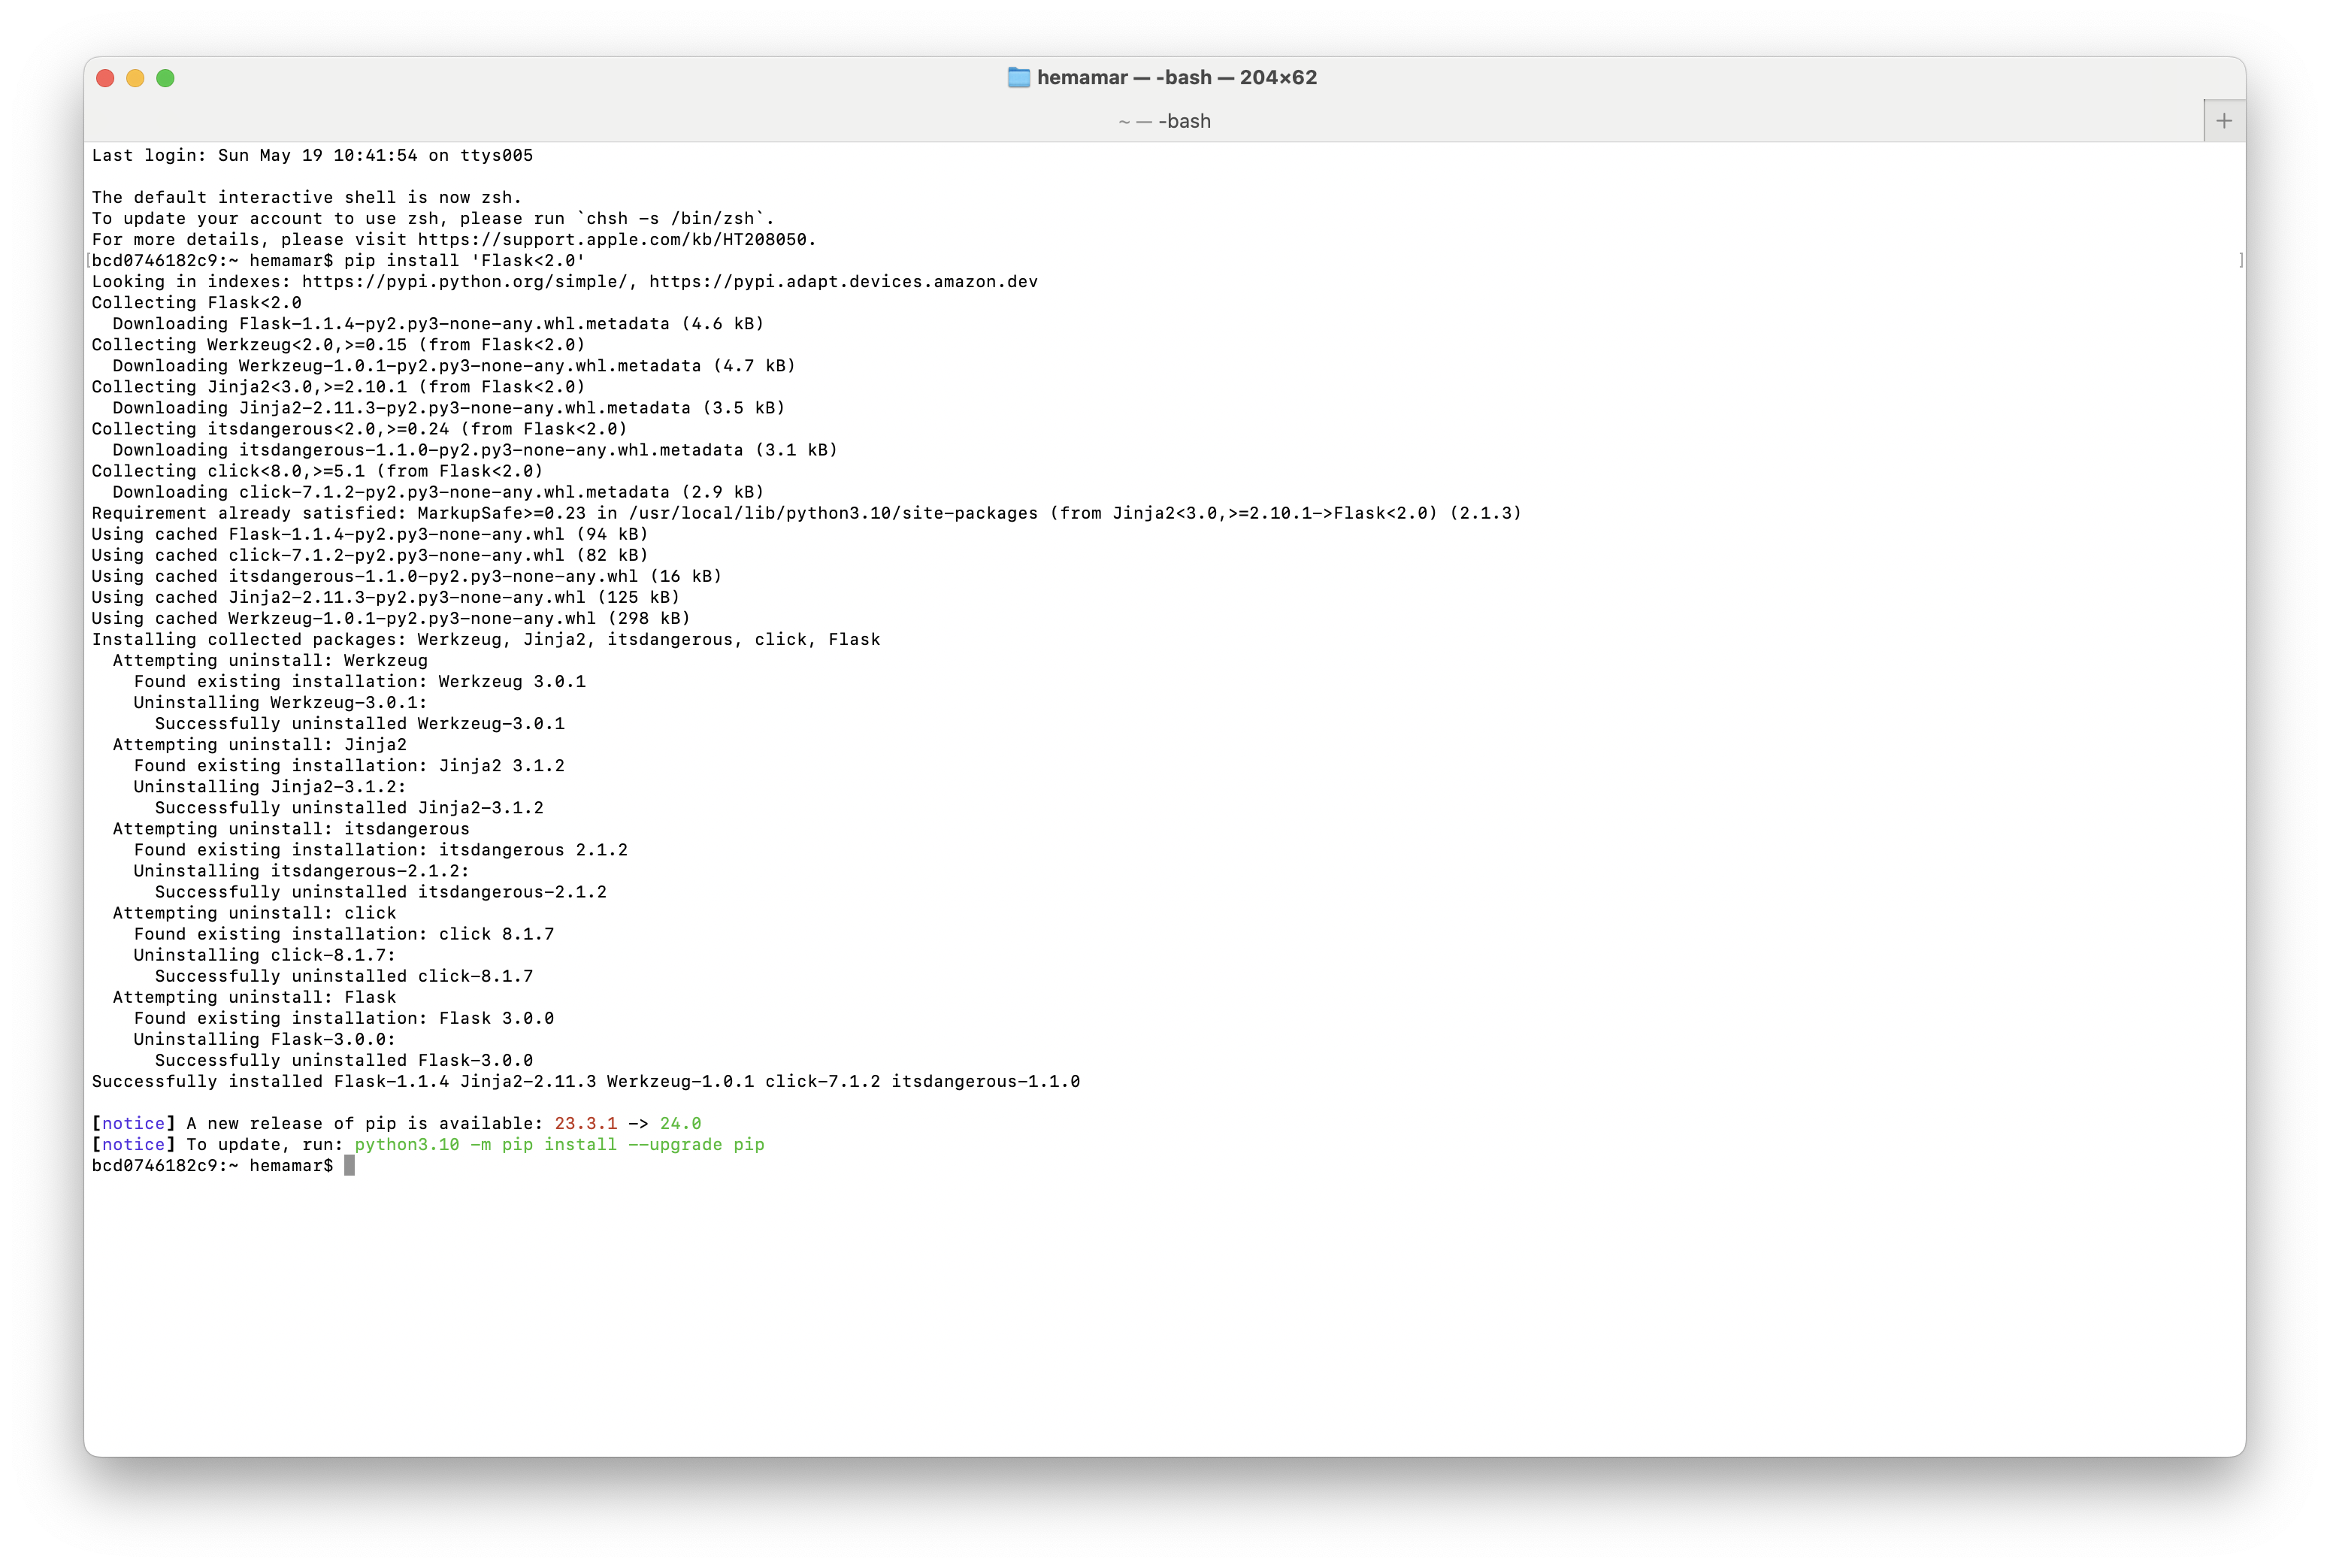 hemamar — -bash — 204×62
~ — -bash
+
Last login: Sun May 19 10:41:54 on ttys005
The default interactive shell is now zsh.
To update your account to use zsh, please run `chsh -s /bin/zsh`.
For more details, please visit https://support.apple.com/kb/HT208050.
[bcd0746182c9:~ hemamar$ pip install 'Flask<2.0' ]
Looking in indexes: https://pypi.python.org/simple/, https://pypi.adapt.devices.amazon.dev
Collecting Flask<2.0
  Downloading Flask-1.1.4-py2.py3-none-any.whl.metadata (4.6 kB)
Collecting Werkzeug<2.0,>=0.15 (from Flask<2.0)
  Downloading Werkzeug-1.0.1-py2.py3-none-any.whl.metadata (4.7 kB)
Collecting Jinja2<3.0,>=2.10.1 (from Flask<2.0)
  Downloading Jinja2-2.11.3-py2.py3-none-any.whl.metadata (3.5 kB)
Collecting itsdangerous<2.0,>=0.24 (from Flask<2.0)
  Downloading itsdangerous-1.1.0-py2.py3-none-any.whl.metadata (3.1 kB)
Collecting click<8.0,>=5.1 (from Flask<2.0)
  Downloading click-7.1.2-py2.py3-none-any.whl.metadata (2.9 kB)
Requirement already satisfied: MarkupSafe>=0.23 in /usr/local/lib/python3.10/site-packages (from Jinja2<3.0,>=2.10.1->Flask<2.0) (2.1.3)
Using cached Flask-1.1.4-py2.py3-none-any.whl (94 kB)
Using cached click-7.1.2-py2.py3-none-any.whl (82 kB)
Using cached itsdangerous-1.1.0-py2.py3-none-any.whl (16 kB)
Using cached Jinja2-2.11.3-py2.py3-none-any.whl (125 kB)
Using cached Werkzeug-1.0.1-py2.py3-none-any.whl (298 kB)
Installing collected packages: Werkzeug, Jinja2, itsdangerous, click, Flask
  Attempting uninstall: Werkzeug
    Found existing installation: Werkzeug 3.0.1
    Uninstalling Werkzeug-3.0.1:
      Successfully uninstalled Werkzeug-3.0.1
  Attempting uninstall: Jinja2
    Found existing installation: Jinja2 3.1.2
    Uninstalling Jinja2-3.1.2:
      Successfully uninstalled Jinja2-3.1.2
  Attempting uninstall: itsdangerous
    Found existing installation: itsdangerous 2.1.2
    Uninstalling itsdangerous-2.1.2:
      Successfully uninstalled itsdangerous-2.1.2
  Attempting uninstall: click
    Found existing installation: click 8.1.7
    Uninstalling click-8.1.7:
      Successfully uninstalled click-8.1.7
  Attempting uninstall: Flask
    Found existing installation: Flask 3.0.0
    Uninstalling Flask-3.0.0:
      Successfully uninstalled Flask-3.0.0
Successfully installed Flask-1.1.4 Jinja2-2.11.3 Werkzeug-1.0.1 click-7.1.2 itsdangerous-1.1.0
[notice] A new release of pip is available: 23.3.1 -> 24.0
[notice] To update, run: python3.10 -m pip install --upgrade pip
bcd0746182c9:~ hemamar$